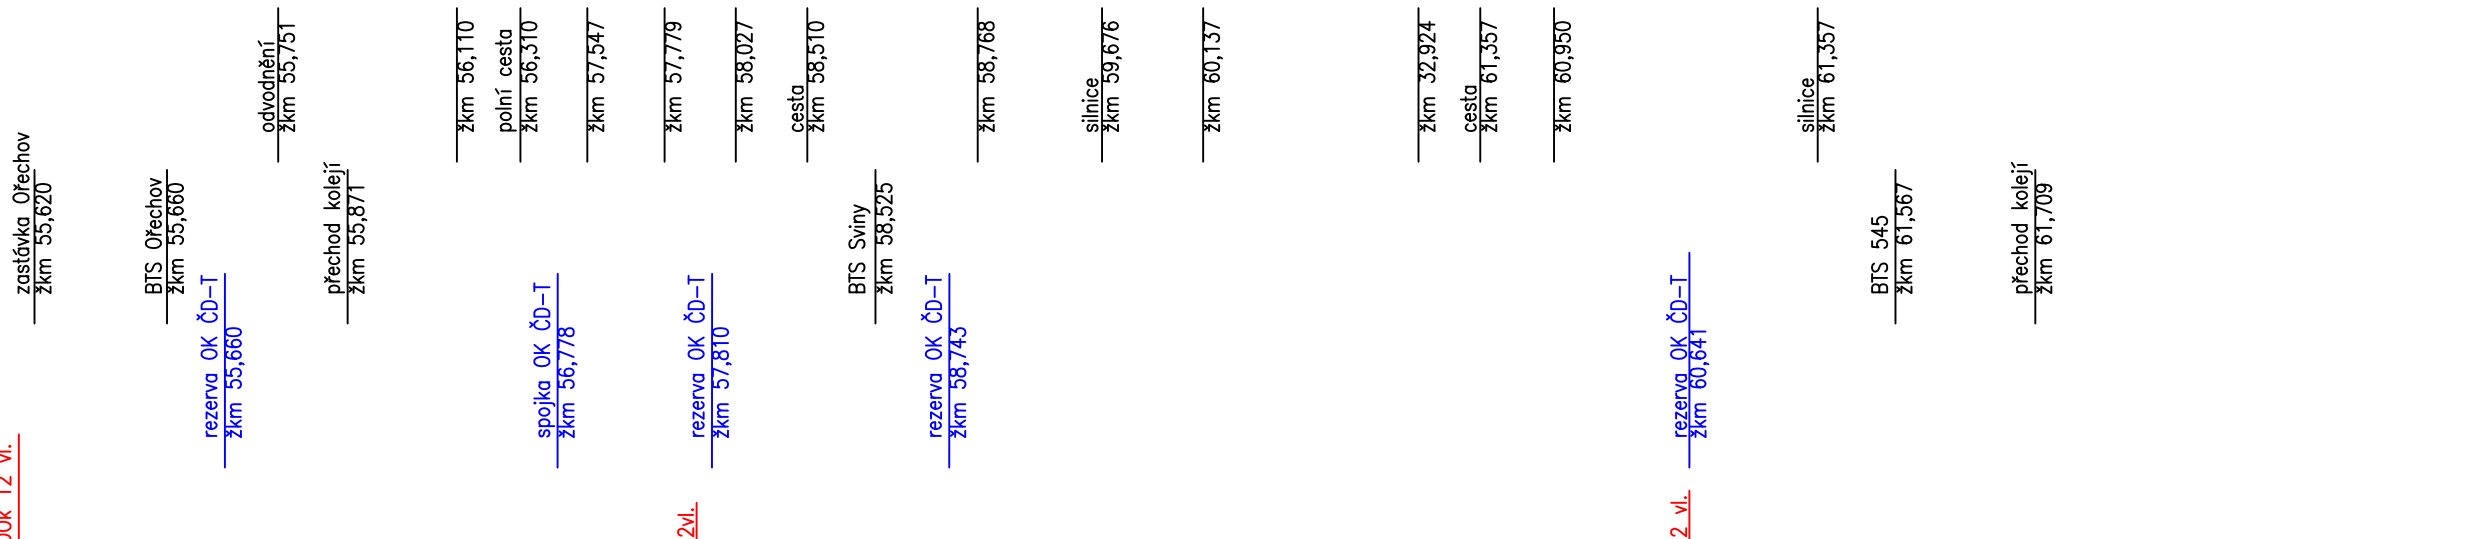 odvodnění
žkm 55,751
žkm 56,110
polní cesta
žkm 56,310
žkm 57,547
žkm 57,779
žkm 58,027
cesta
žkm 58,510
žkm 58,768
silnice
žkm 59,676
žkm 60,137
žkm 32,924
cesta
žkm 61,357
žkm 60,950
silnice
žkm 61,357
zastávka Ořechov
žkm 55,620
BTS Ořechov
žkm 55,660
přechod kolejí
žkm 55,871
BTS Sviny
žkm 58,525
BTS 545
žkm 61,567
přechod kolejí
žkm 61,709
rezerva OK ČD-T
žkm 55,660
spojka OK ČD-T
žkm 56,778
rezerva OK ČD-T
žkm 57,810
rezerva OK ČD-T
žkm 58,743
rezerva OK ČD-T
žkm 60,641
12 vl.
2vl.
2 vl.